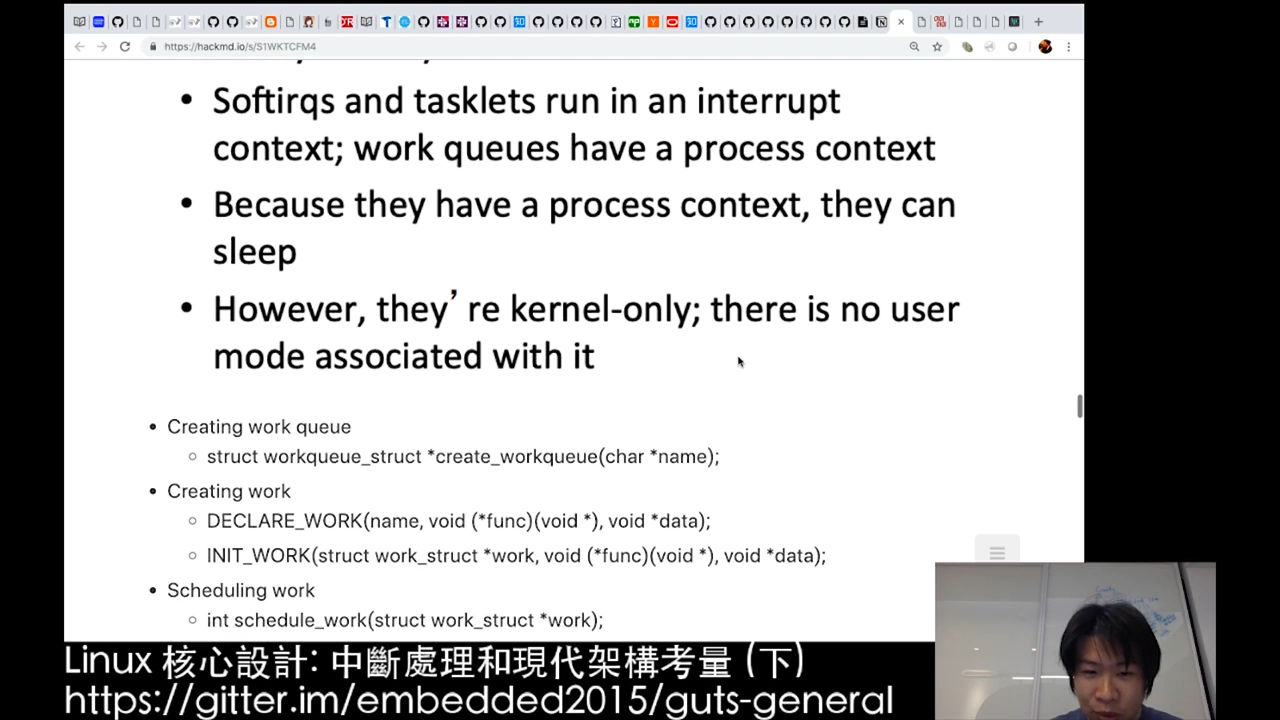 https://hackmd.io/s/S1WKTCFM4
• Softirqs and tasklets run in an interrupt
context; work queues have a process context
• Because they have a process context, they can
sleep
• However, they’re kernel-only; there is no user
mode associated with it
• Creating work queue
○ struct workqueue_struct *create_workqueue(char *name);
• Creating work
○ DECLARE_WORK(name, void (*func)(void *), void *data);
○ INIT_WORK(struct work_struct *work, void (*func)(void *), void *data);
• Scheduling work
○ int schedule_work(struct work_struct *work);
Linux 核心設計: 中斷處理和現代架構考量 (下)
https://gitter.im/embedded2015/guts-general